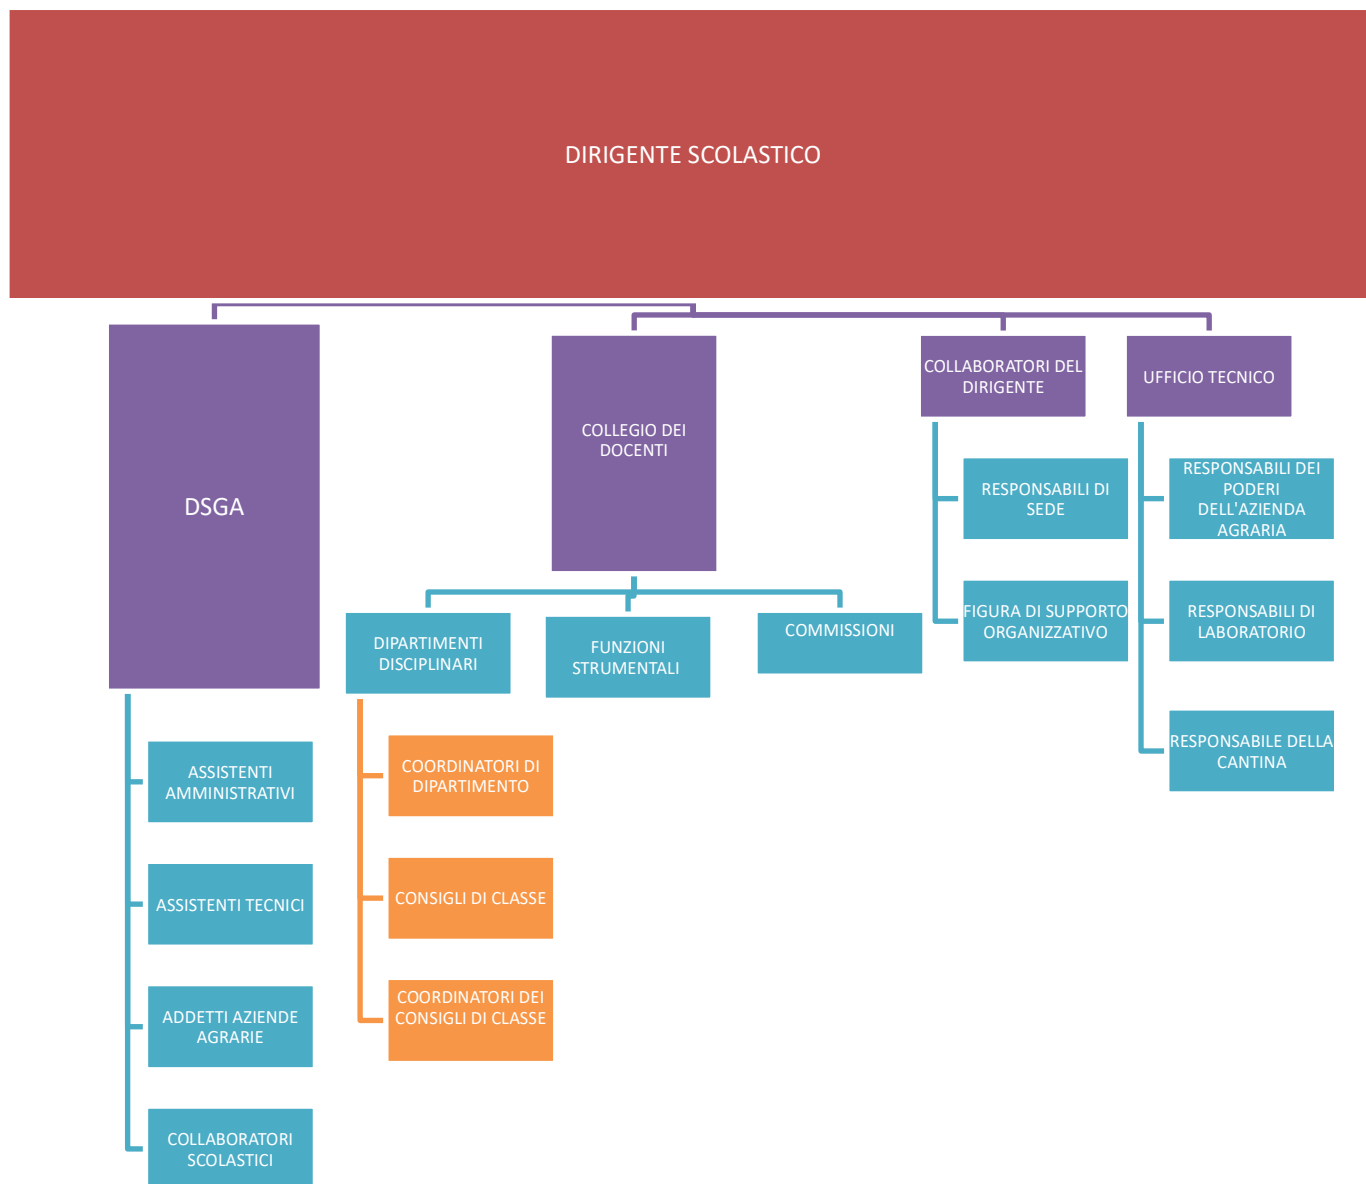 DIRIGENTE SCOLASTICO
DSGA
ASSISTENTI
AMMINISTRATIVI
ASSISTENTI TECNICI
ADDETTI AZIENDE
AGRARIE
COLLABORATORI
SCOLASTICI
COLLEGIO DEI
DOCENTI
DIPARTIMENTI
DISCIPLINARI
COORDINATORI DI
DIPARTIMENTO
CONSIGLI DI CLASSE
COORDINATORI DEI
CONSIGLI DI CLASSE
FUNZIONI
STRUMENTALI
COMMISSIONI
COLLABORATORI DEL
DIRIGENTE
RESPONSABILI DI
SEDE
FIGURA DI SUPPORTO
ORGANIZZATIVO
UFFICIO TECNICO
RESPONSABILI DEI
PODERI
DELL'AZIENDA
AGRARIA
RESPONSABILI DI
LABORATORIO
RESPONSABILE DELLA
CANTINA